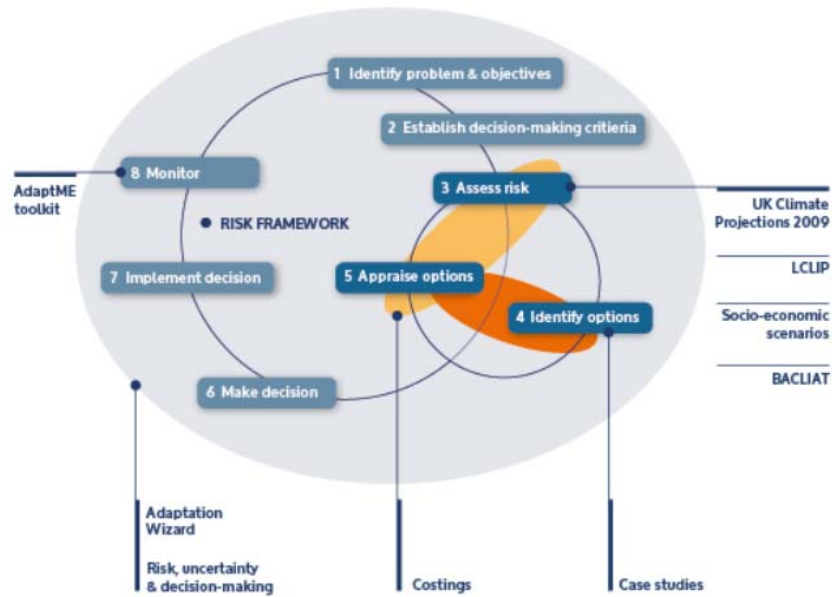 1 Identify problem & objectives
2 Establish decision-making critieria
3 Assess risk
8 Monitor
AdaptME
toolkit
RISK FRAMEWORK
UK Climate
Projections 2009
LCLIP
Socio-economic
scenarios
BACLIAT
7 Implement decision
5 Appraise options
4 Identify options
6 Make decision
Adaptation
Wizard
Risk, uncertainty
& decision-making
Costings
Case studies